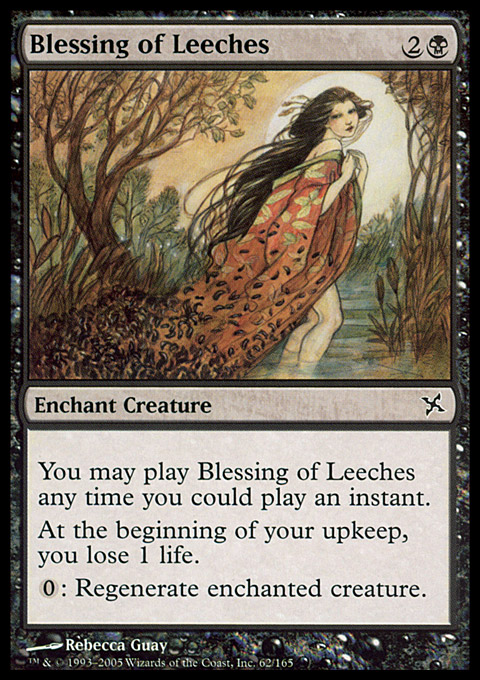 Blessing of Leeches 2
Enchant Creature
You may play Blessing of Leeches
any time you could play an instant.
At the beginning of your upkeep,
you lose 1 life.
0: Regenerate enchanted creature.
Rebecca Guay
™ & © 1993–2005 Wizards of the Coast, Inc. 62/165